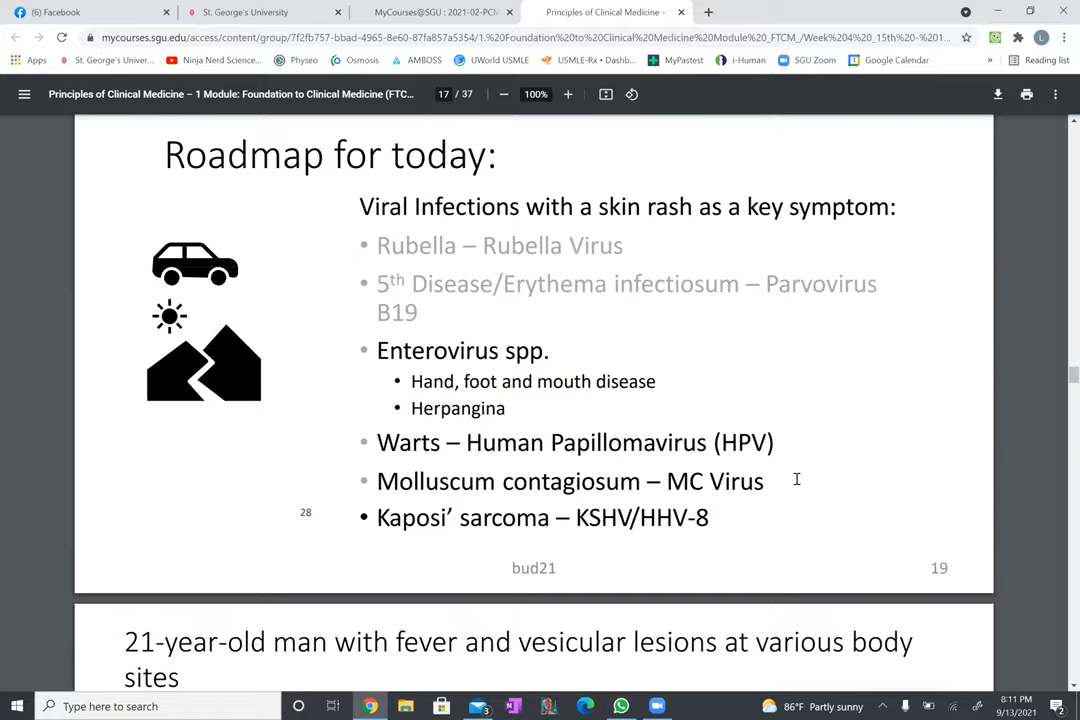 (6) Facebook
St. George's University
MyCourses@SGU : 2021-02-PCM
Principles of Clinical Medicine –
mycourses.sgu.edu/access/content/group/7f2fb757-bbad-4965-8e60-87fa857a5354/1.%20Foundation%20to%20Clinical%20Medicine%20Module%20_FTCM_/Week%204%20_15th%20-%201...
Apps
St. George's Univer...
Ninja Nerd Science...
Physeo
Osmosis
AMBOSS
UWorld USMLE
USMLE-Rx • Dashb...
MyPastest
i-Human
SGU Zoom
Google Calendar
»
Reading list
Principles of Clinical Medicine – 1 Module: Foundation to Clinical Medicine (FTC...
17 / 37
100%
Roadmap for today:
Viral Infections with a skin rash as a key symptom:
• Rubella – Rubella Virus
• 5th Disease/Erythema infectiosum – Parvovirus
B19
• Enterovirus spp.
• Hand, foot and mouth disease
• Herpangina
• Warts – Human Papillomavirus (HPV)
• Molluscum contagiosum – MC Virus
• Kaposi' sarcoma – KSHV/HHV-8
28
bud21
19
21-year-old man with fever and vesicular lesions at various body
sites
Type here to search
3
86°F Partly sunny
8:11 PM
9/13/2021
2